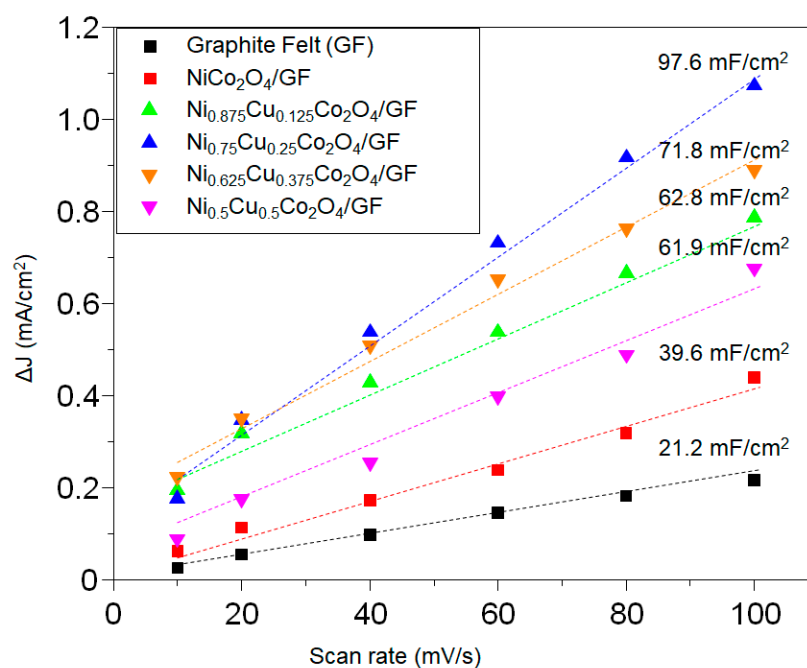 1.2
1.0
0.8
0.6
0.4
0.2
0
ΔJ (mA/cm²)
Graphite Felt (GF)
NiCo₂O₄/GF
Ni₀.₈₇₅Cu₀.₁₂₅Co₂O₄/GF
Ni₀.₇₅Cu₀.₂₅Co₂O₄/GF
Ni₀.₆₂₅Cu₀.₃₇₅Co₂O₄/GF
Ni₀.₅Cu₀.₅Co₂O₄/GF
97.6 mF/cm²
71.8 mF/cm²
62.8 mF/cm²
61.9 mF/cm²
39.6 mF/cm²
21.2 mF/cm²
0 20 40 60 80 100
Scan rate (mV/s)